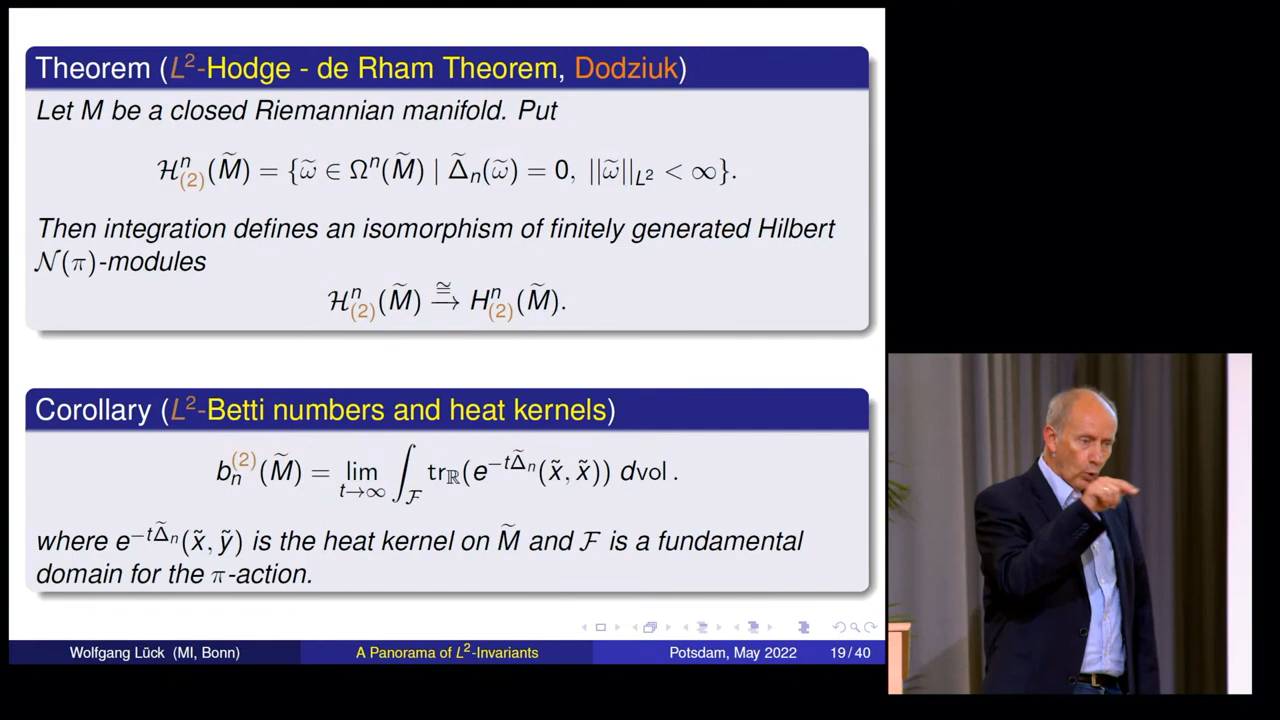 Theorem (L²-Hodge - de Rham Theorem, Dodziuk)
Let M be a closed Riemannian manifold. Put
ℋⁿ₍₂₎(M̃) = {ω̃ ∈ Ωⁿ(M̃) | Δ̃ₙ(ω̃) = 0, ||ω̃||_{L²} < ∞}.
Then integration defines an isomorphism of finitely generated Hilbert
𝒩(π)-modules
ℋⁿ₍₂₎(M̃) ≅→ Hⁿ₍₂₎(M̃).
Corollary (L²-Betti numbers and heat kernels)
bₙ⁽²⁾(M̃) = lim_{t→∞} ∫_ℱ tr_ℝ(e^{-tΔ̃ₙ}(x̃, x̃)) dvol .
where e^{-tΔ̃ₙ}(x̃, ỹ) is the heat kernel on M̃ and ℱ is a fundamental
domain for the π-action.
Wolfgang Lück (MI, Bonn) A Panorama of L²-Invariants Potsdam, May 2022 19 / 40